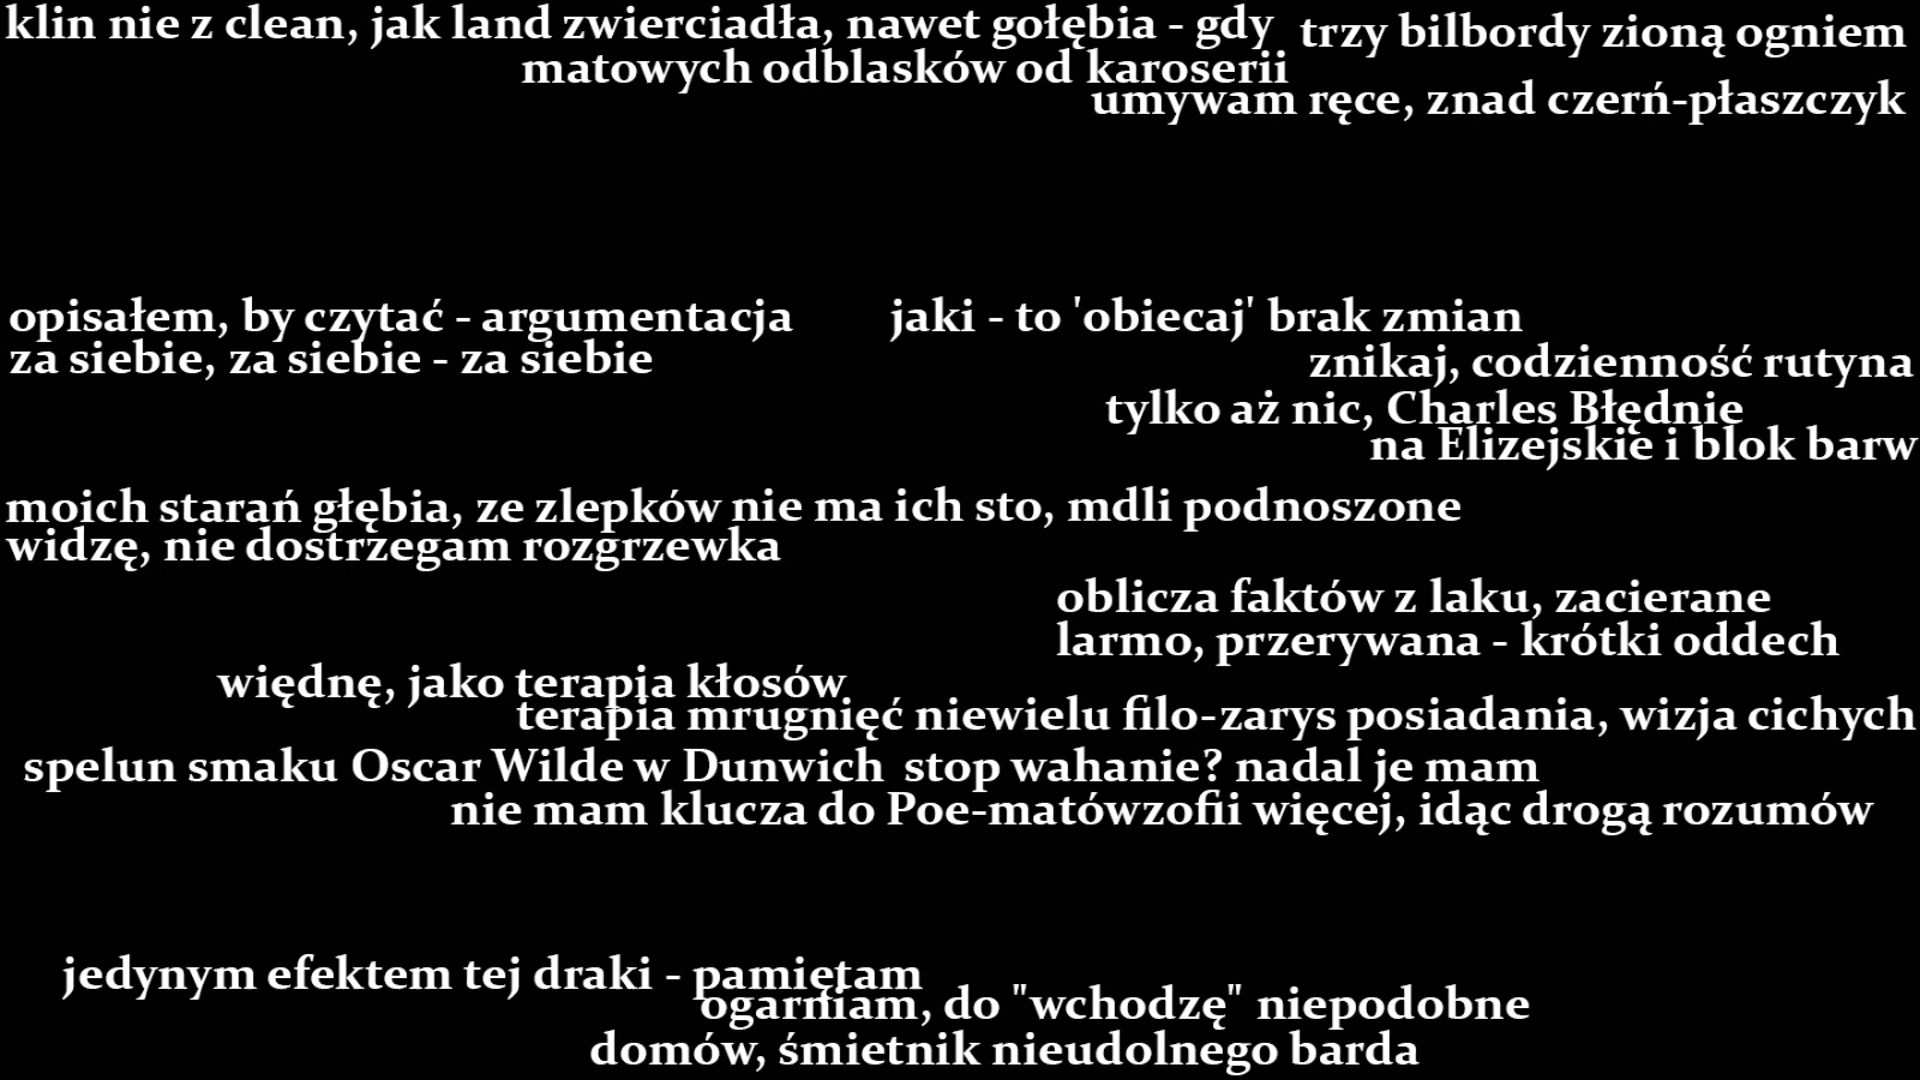 klin nie z clean, jak land zwierciadła, nawet gołębia - gdy
trzy bilbordy zioną ogniem
matowych odblasków od karoserii
umywam ręce, znad czerń-płaszczyk
opisałem, by czytać - argumentacja
jaki - to 'obiecaj' brak zmian
za siebie, za siebie - za siebie
znikaj, codzienność rutyna
tylko aż nic, Charles Błędnie
na Elizejskie i blok barw
moich starań głębia, ze zlepków nie ma ich sto, mdli podnoszone
widzę, nie dostrzegam rozgrzewka
oblicza faktów z laku, zacierane
larmo, przerywana - krótki oddech
więdnę, jako terapia kłosów
terapia mrugnięć niewielu filo-zarys posiadania, wizja cichych
spelun smaku Oscar Wilde w Dunwich stop wahanie? nadal je mam
nie mam klucza do Poe-matówzofii więcej, idąc drogą rozumów
jedynym efektem tej draki - pamiętam
ogarniam, do "wchodzę" niepodobne
domów, śmietnik nieudolnego barda